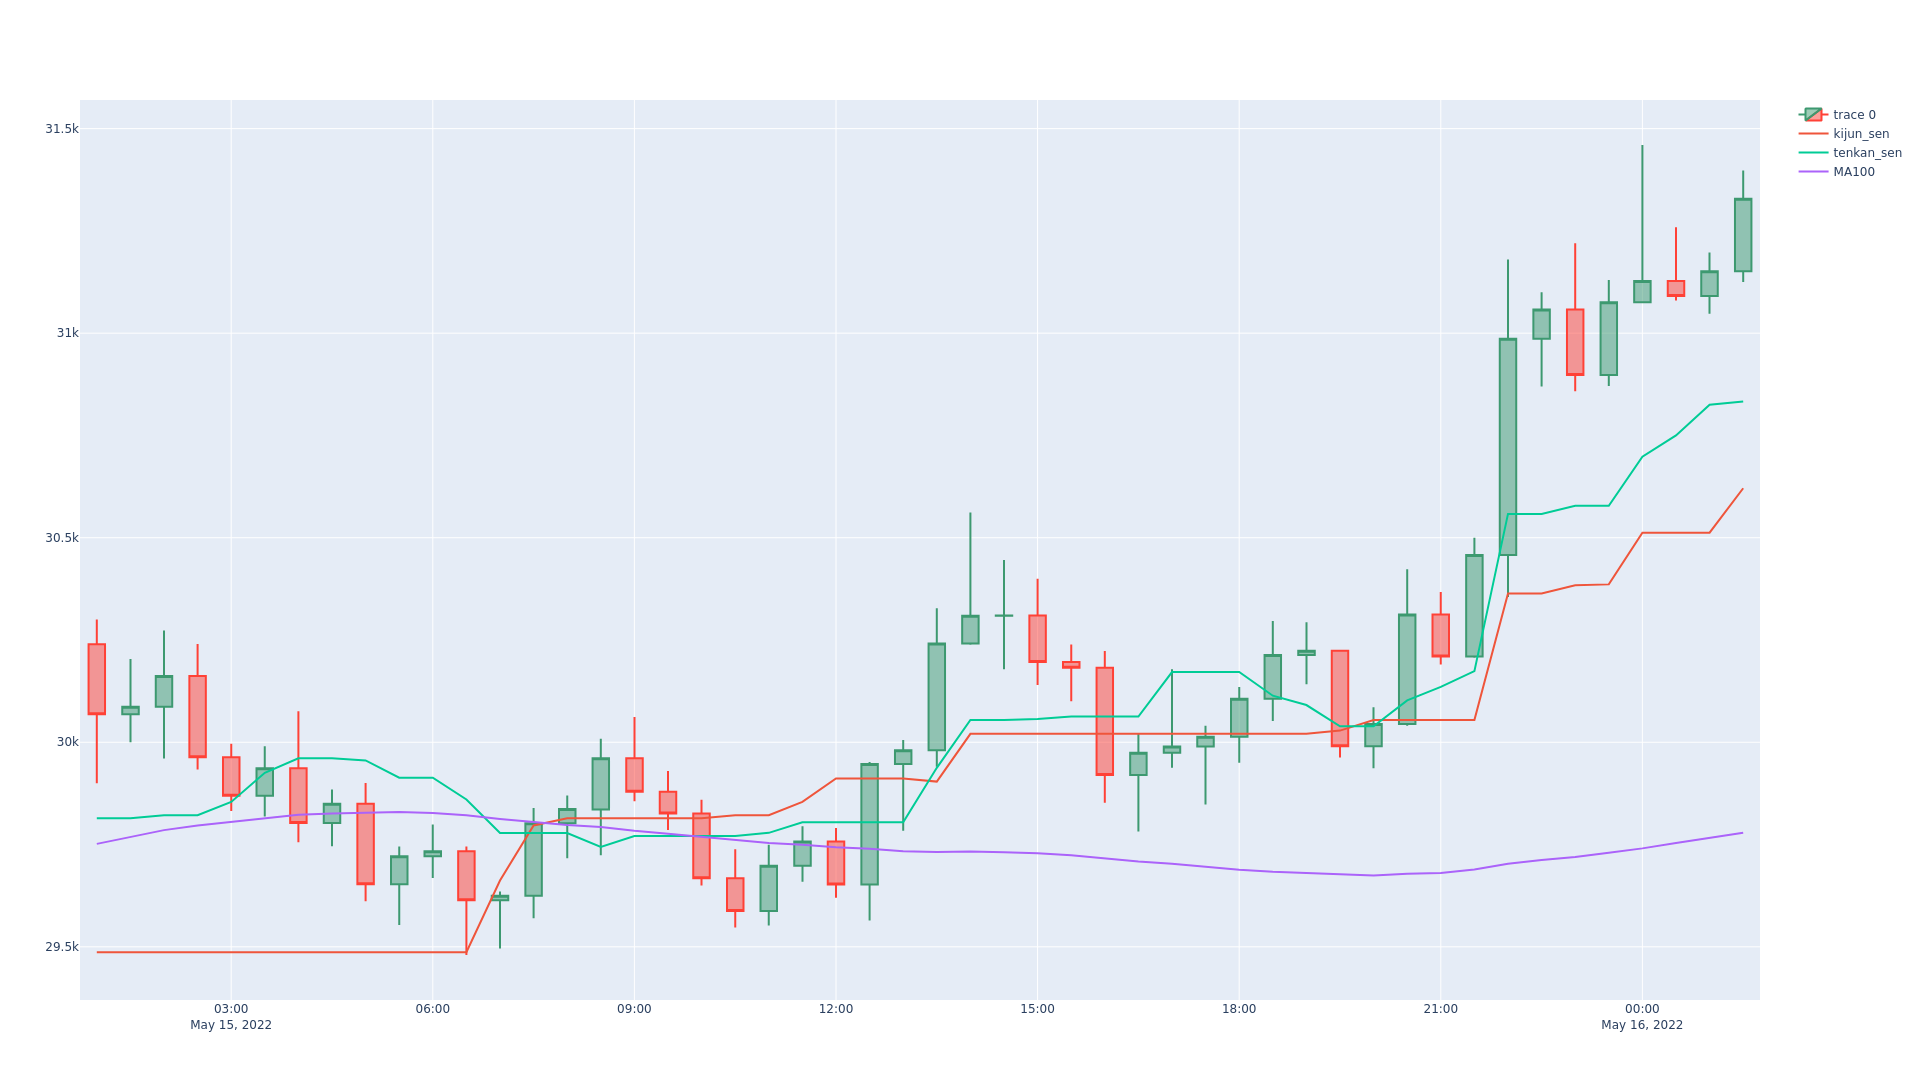 31.5k
31k
30.5k
30k
29.5k
03:00
May 15, 2022
06:00
09:00
12:00
15:00
18:00
21:00
00:00
May 16, 2022
trace 0
kijun_sen
tenkan_sen
MA100